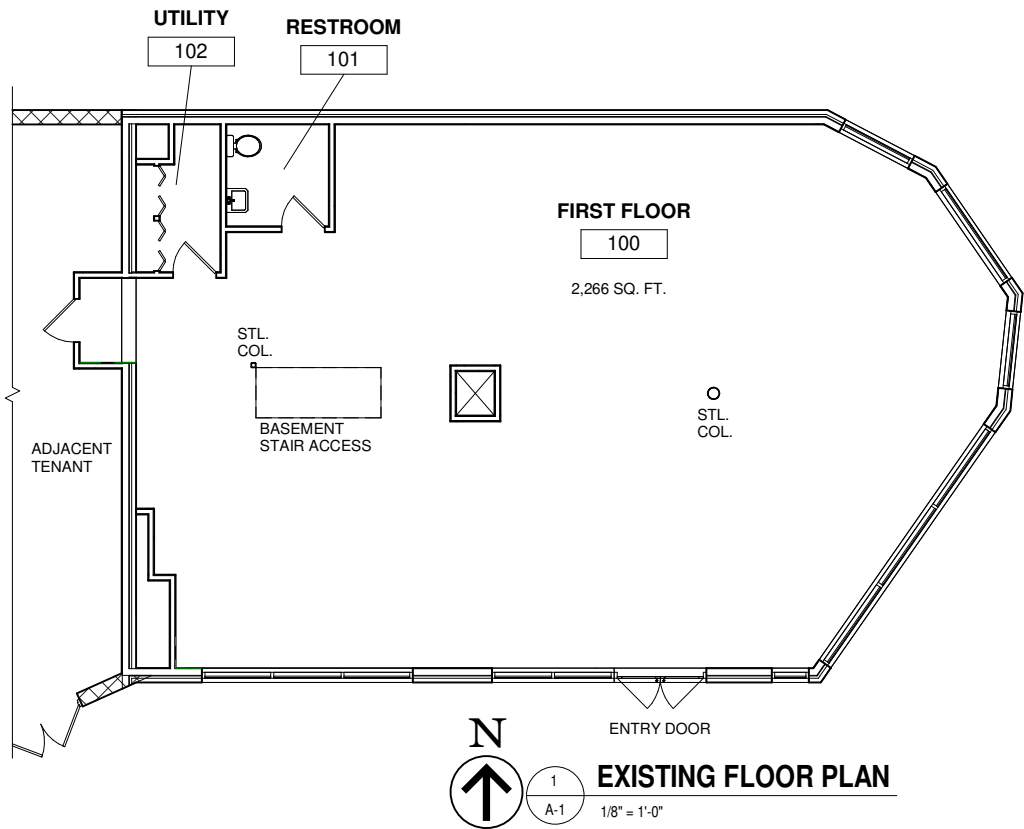 UTILITY
102
RESTROOM
101
FIRST FLOOR
100
2,266 SQ. FT.
STL.
COL.
BASEMENT
STAIR ACCESS
STL.
COL.
ADJACENT
TENANT
ENTRY DOOR
N
1
A-1
EXISTING FLOOR PLAN
1/8" = 1'-0"